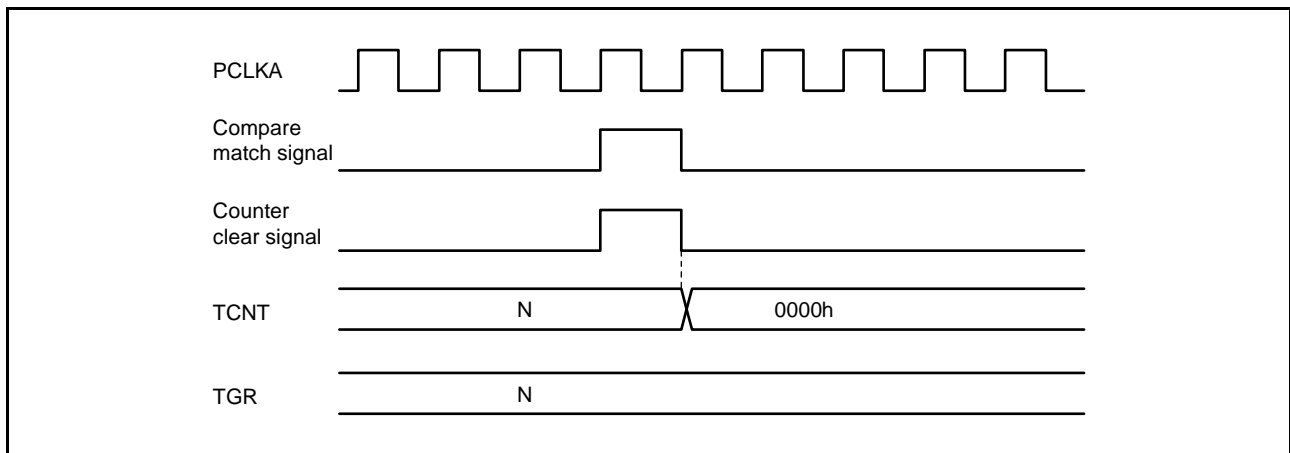 PCLKA
Compare
match signal
Counter
clear signal
TCNT
N
0000h
TGR
N